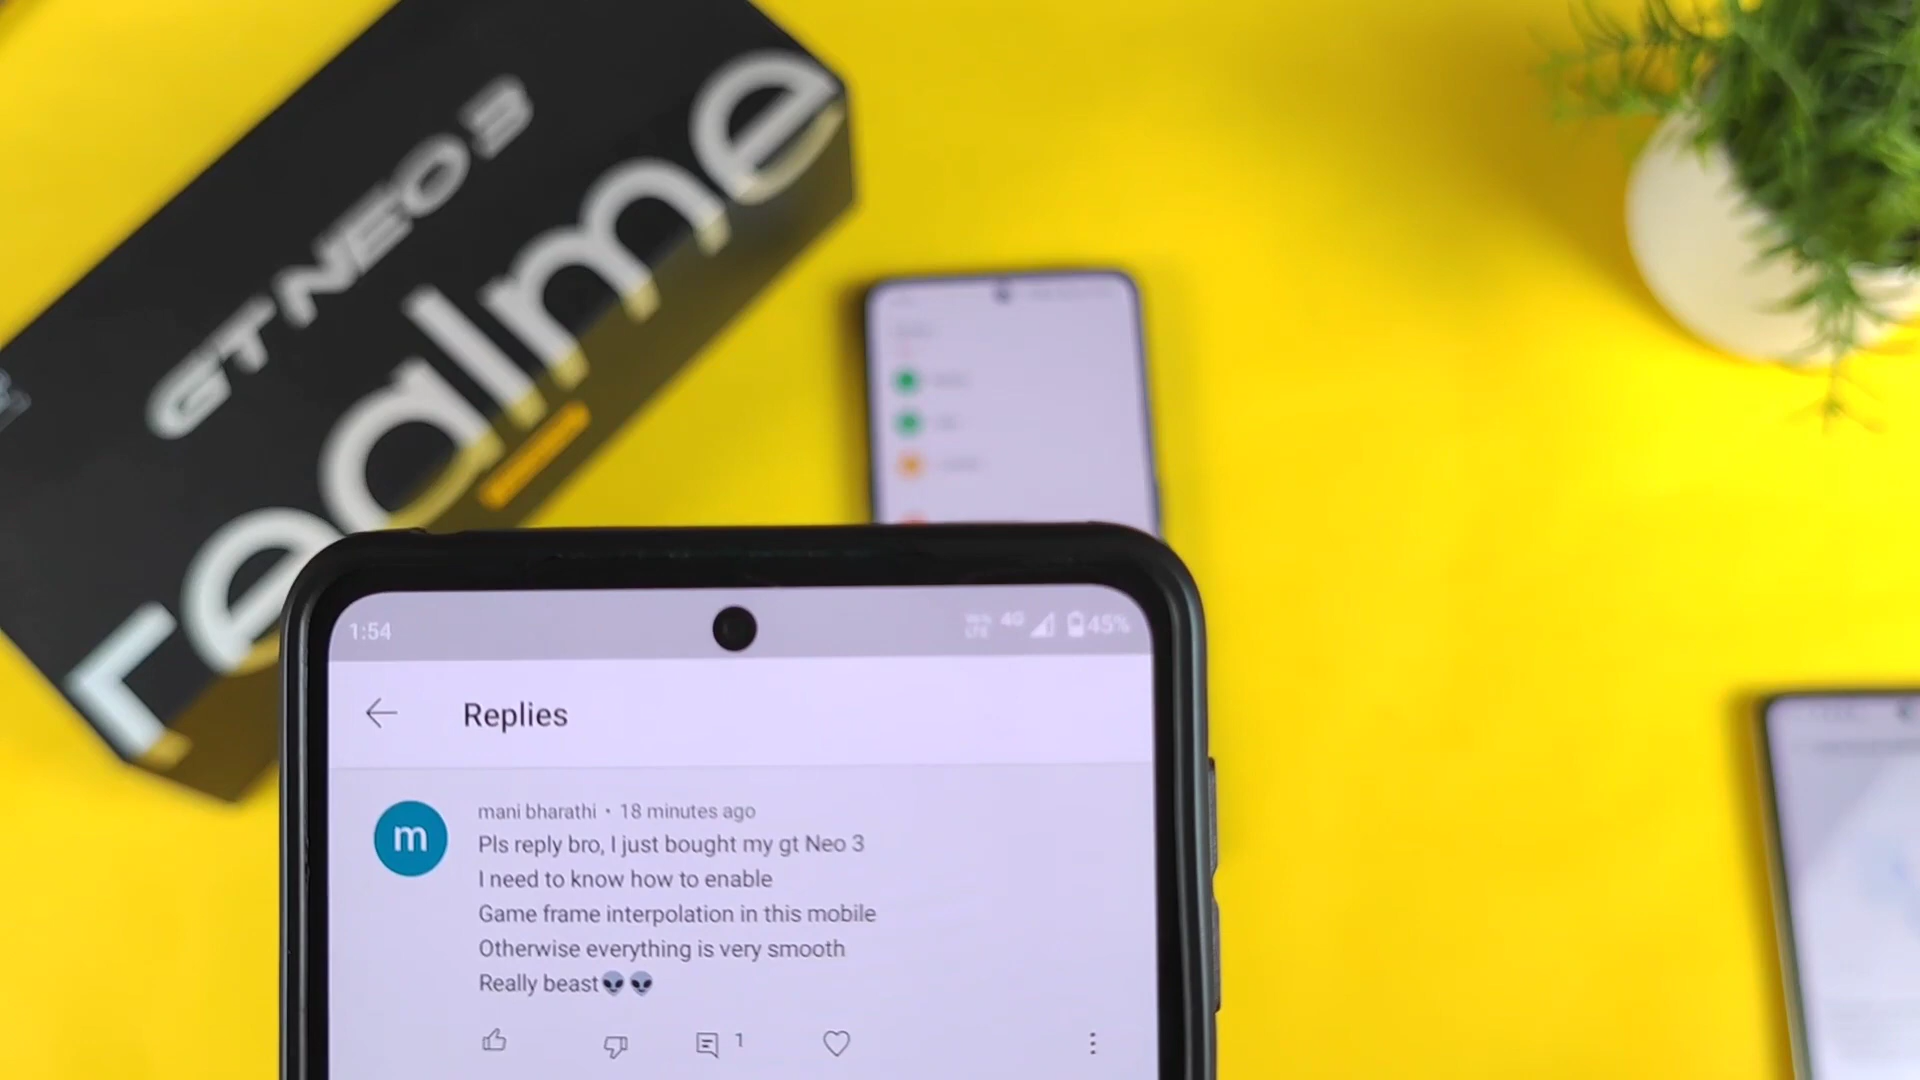 GT NEO 3
realme
1:54
4G
45%
Replies
m
mani bharathi • 18 minutes ago
Pls reply bro, I just bought my gt Neo 3
I need to know how to enable
Game frame interpolation in this mobile
Otherwise everything is very smooth
Really beast👽👽
1